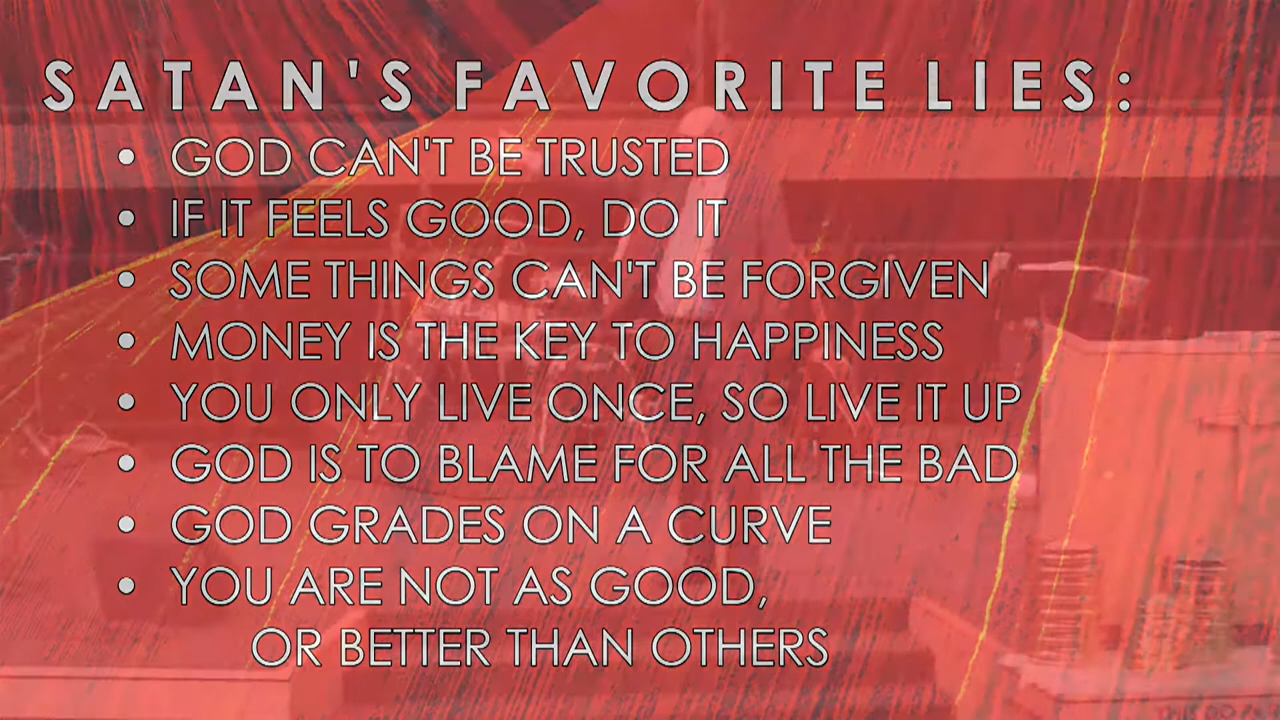 SATAN'S FAVORITE LIES:
• GOD CAN'T BE TRUSTED
• IF IT FEELS GOOD, DO IT
• SOME THINGS CAN'T BE FORGIVEN
• MONEY IS THE KEY TO HAPPINESS
• YOU ONLY LIVE ONCE, SO LIVE IT UP
• GOD IS TO BLAME FOR ALL THE BAD
• GOD GRADES ON A CURVE
• YOU ARE NOT AS GOOD,
OR BETTER THAN OTHERS